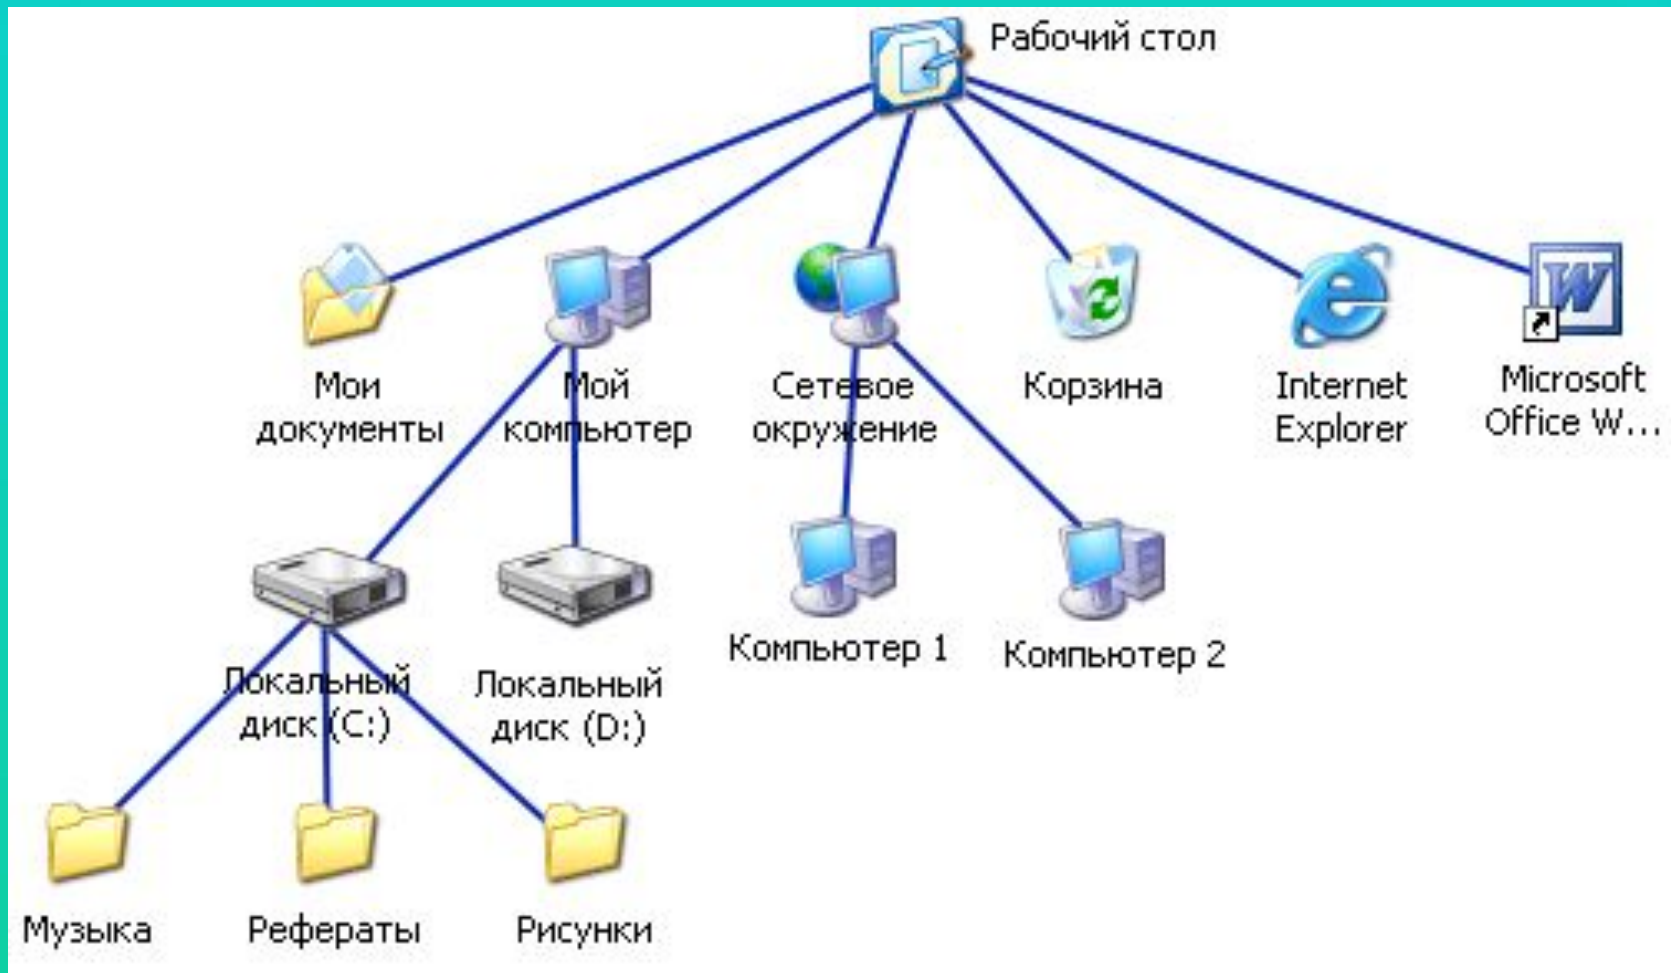 Рабочий стол
Мои
документы
Мой
компьютер
Сетевое
окружение
Корзина
Internet
Explorer
Microsoft
Office W...
Локальный
диск (C:)
Локальный
диск (D:)
Компьютер 1
Компьютер 2
Музыка
Рефераты
Рисунки